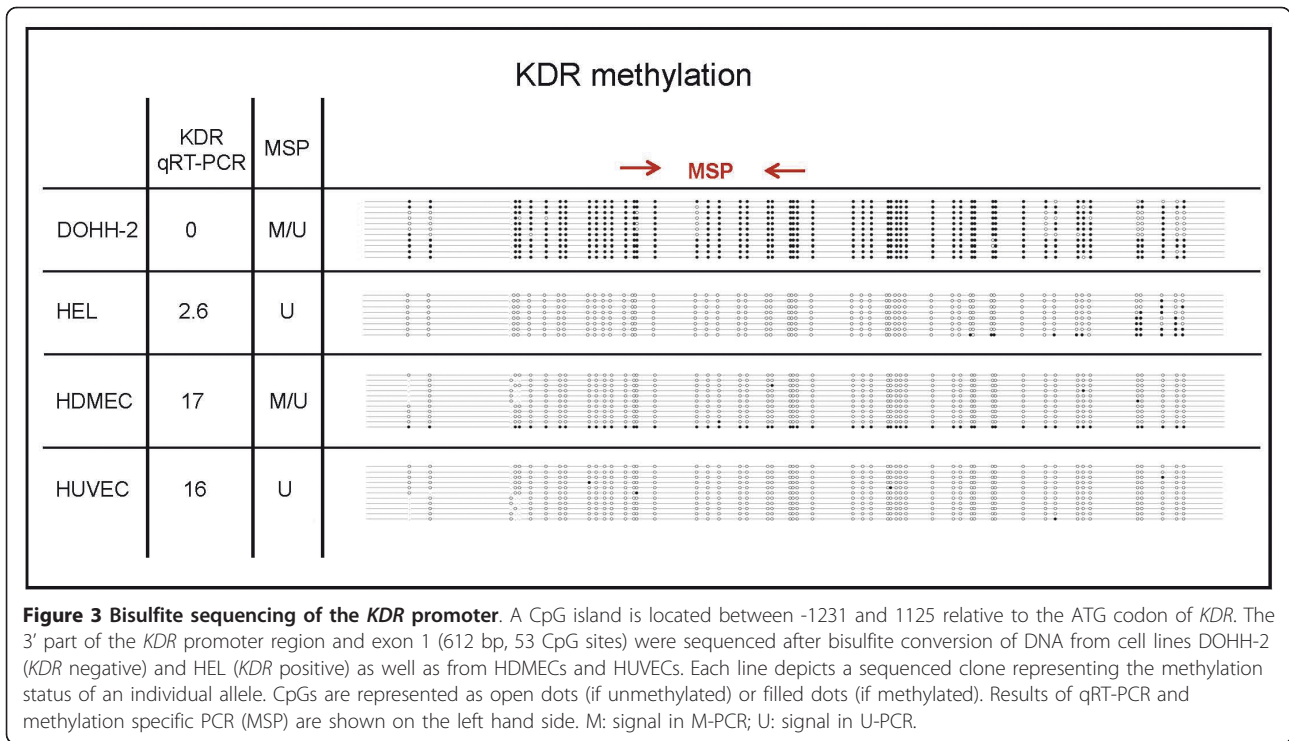 KDR methylation
KDR
qRT-PCR
MSP
MSP
DOHH-2
0
M/U
HEL
2.6
U
HDMEC
17
M/U
HUVEC
16
U
Figure 3 Bisulfite sequencing of the KDR promoter. A CpG island is located between -1231 and 1125 relative to the ATG codon of KDR. The
3' part of the KDR promoter region and exon 1 (612 bp, 53 CpG sites) were sequenced after bisulfite conversion of DNA from cell lines DOHH-2
(KDR negative) and HEL (KDR positive) as well as from HDMECs and HUVECs. Each line depicts a sequenced clone representing the methylation
status of an individual allele. CpGs are represented as open dots (if unmethylated) or filled dots (if methylated). Results of qRT-PCR and
methylation specific PCR (MSP) are shown on the left hand side. M: signal in M-PCR; U: signal in U-PCR.